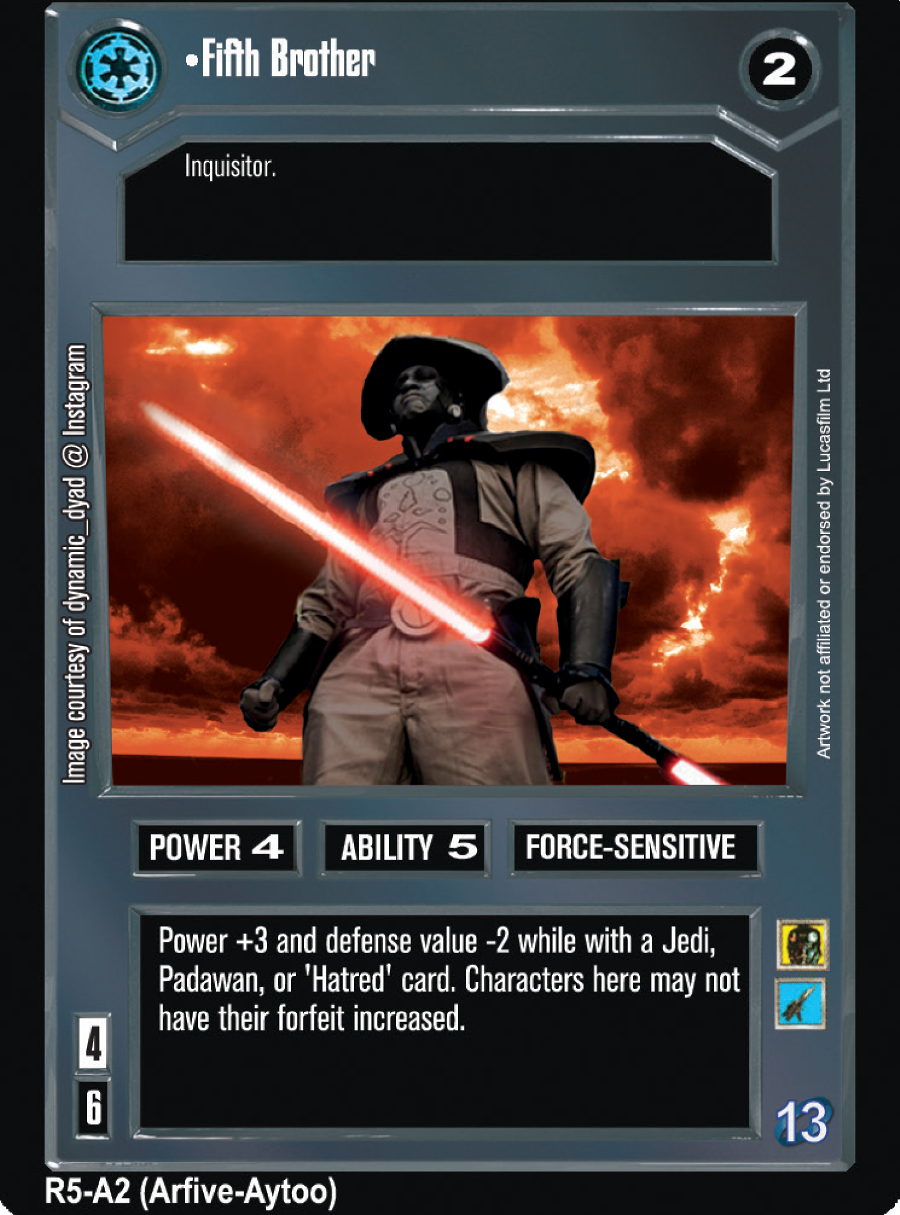 •Fifth Brother
2
Inquisitor.
Image courtesy of dynamic_dyad @ Instagram
Artwork not affiliated or endorsed by Lucasfilm Ltd
POWER 4
ABILITY 5
FORCE-SENSITIVE
Power +3 and defense value -2 while with a Jedi,
Padawan, or 'Hatred' card. Characters here may not
have their forfeit increased.
4
6
13
R5-A2 (Arfive-Aytoo)